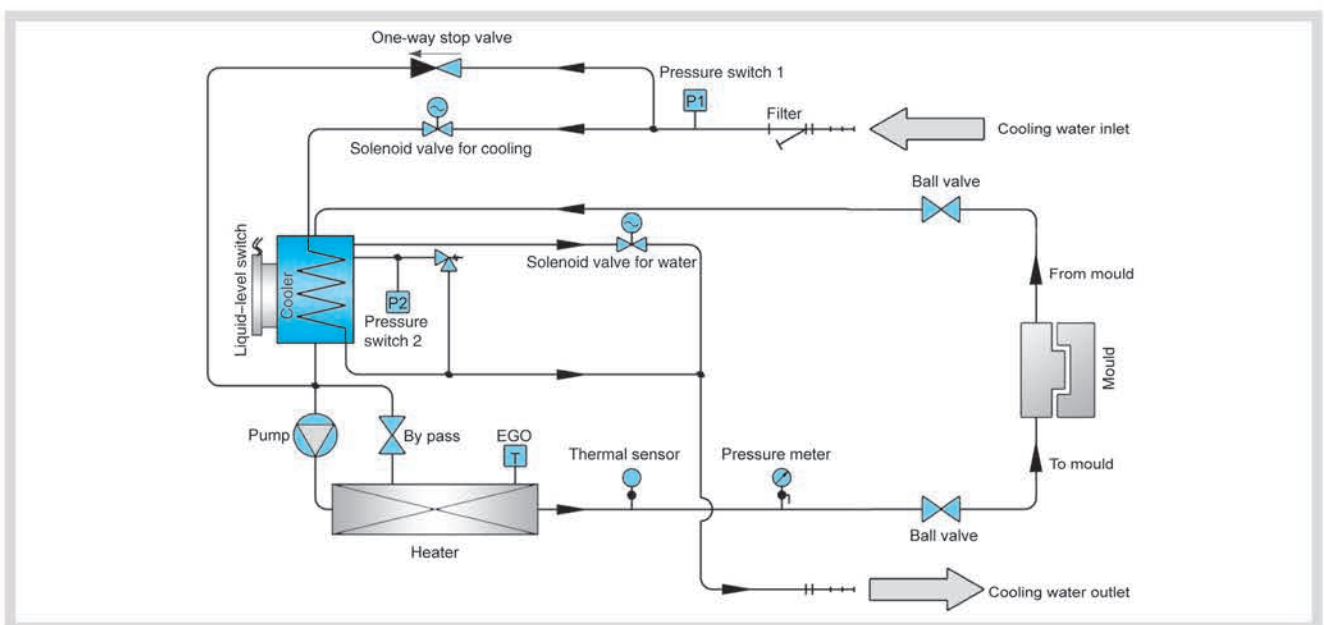 One-way stop valve
Pressure switch 1
P1
Filter
Cooling water inlet
Solenoid valve for cooling
Ball valve
Liquid-level switch
Cooler
Solenoid valve for water
From mould
P2
Pressure
switch 2
Mould
Pump
By pass
EGO
T
Thermal sensor
Pressure meter
To mould
Heater
Ball valve
Cooling water outlet